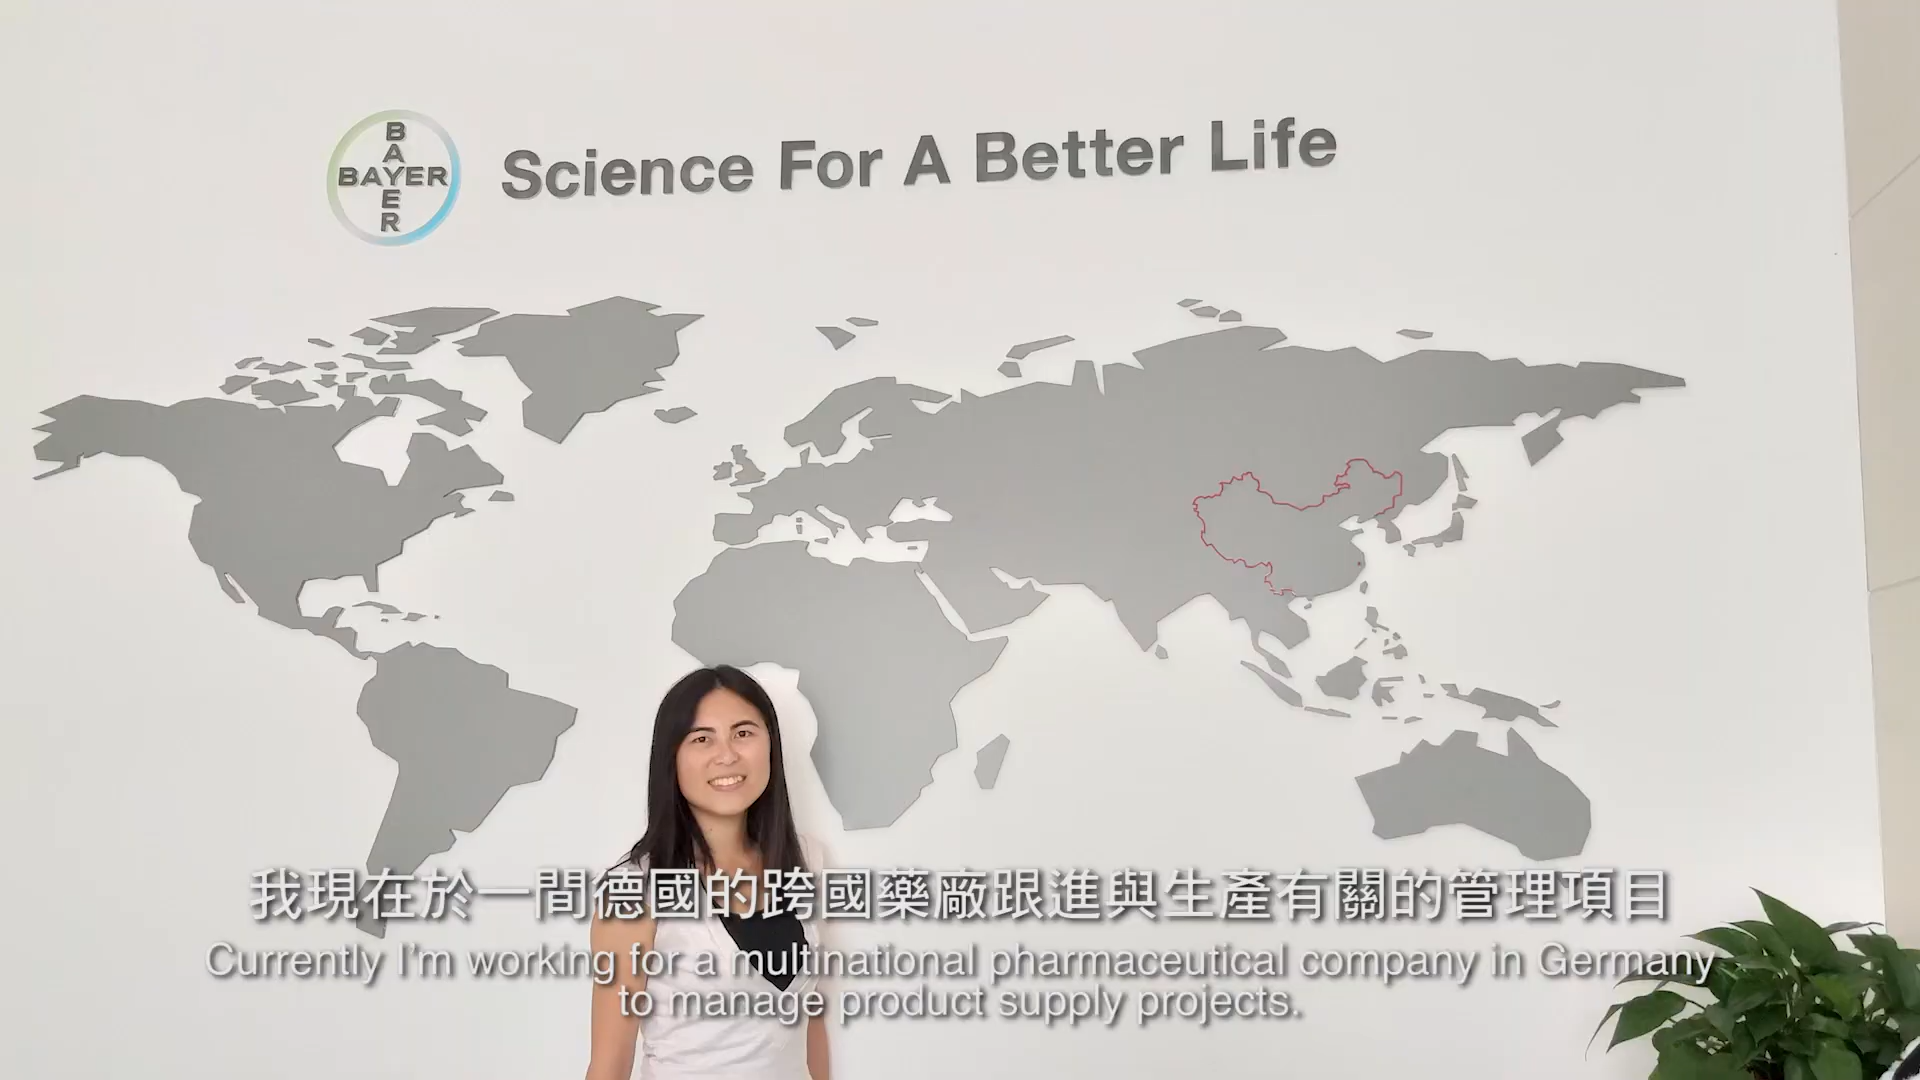 BAYER
BAYER
Science For A Better Life
我現在於一間德國的跨國藥廠跟進與生產有關的管理項目
Currently I'm working for a multinational pharmaceutical company in Germany
to manage product supply projects.